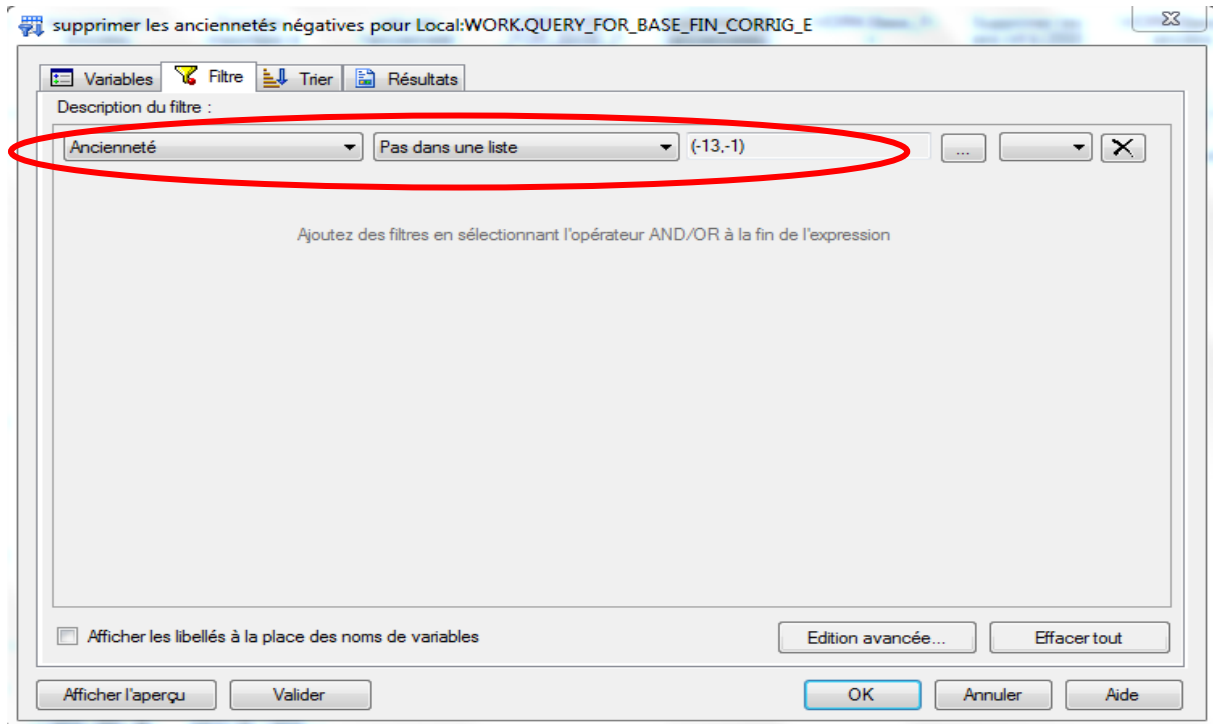 supprimer les anciennetés négatives pour Local:WORK.QUERY_FOR_BASE_FIN_CORRIG_E
Variables Filtre Trier Résultats
Description du filtre :
Ancienneté Pas dans une liste (-13,-1) ...
Ajoutez des filtres en sélectionnant l'opérateur AND/OR à la fin de l'expression
Afficher les libellés à la place des noms de variables Edition avancée... Effacer tout
Afficher l'aperçu Valider OK Annuler Aide